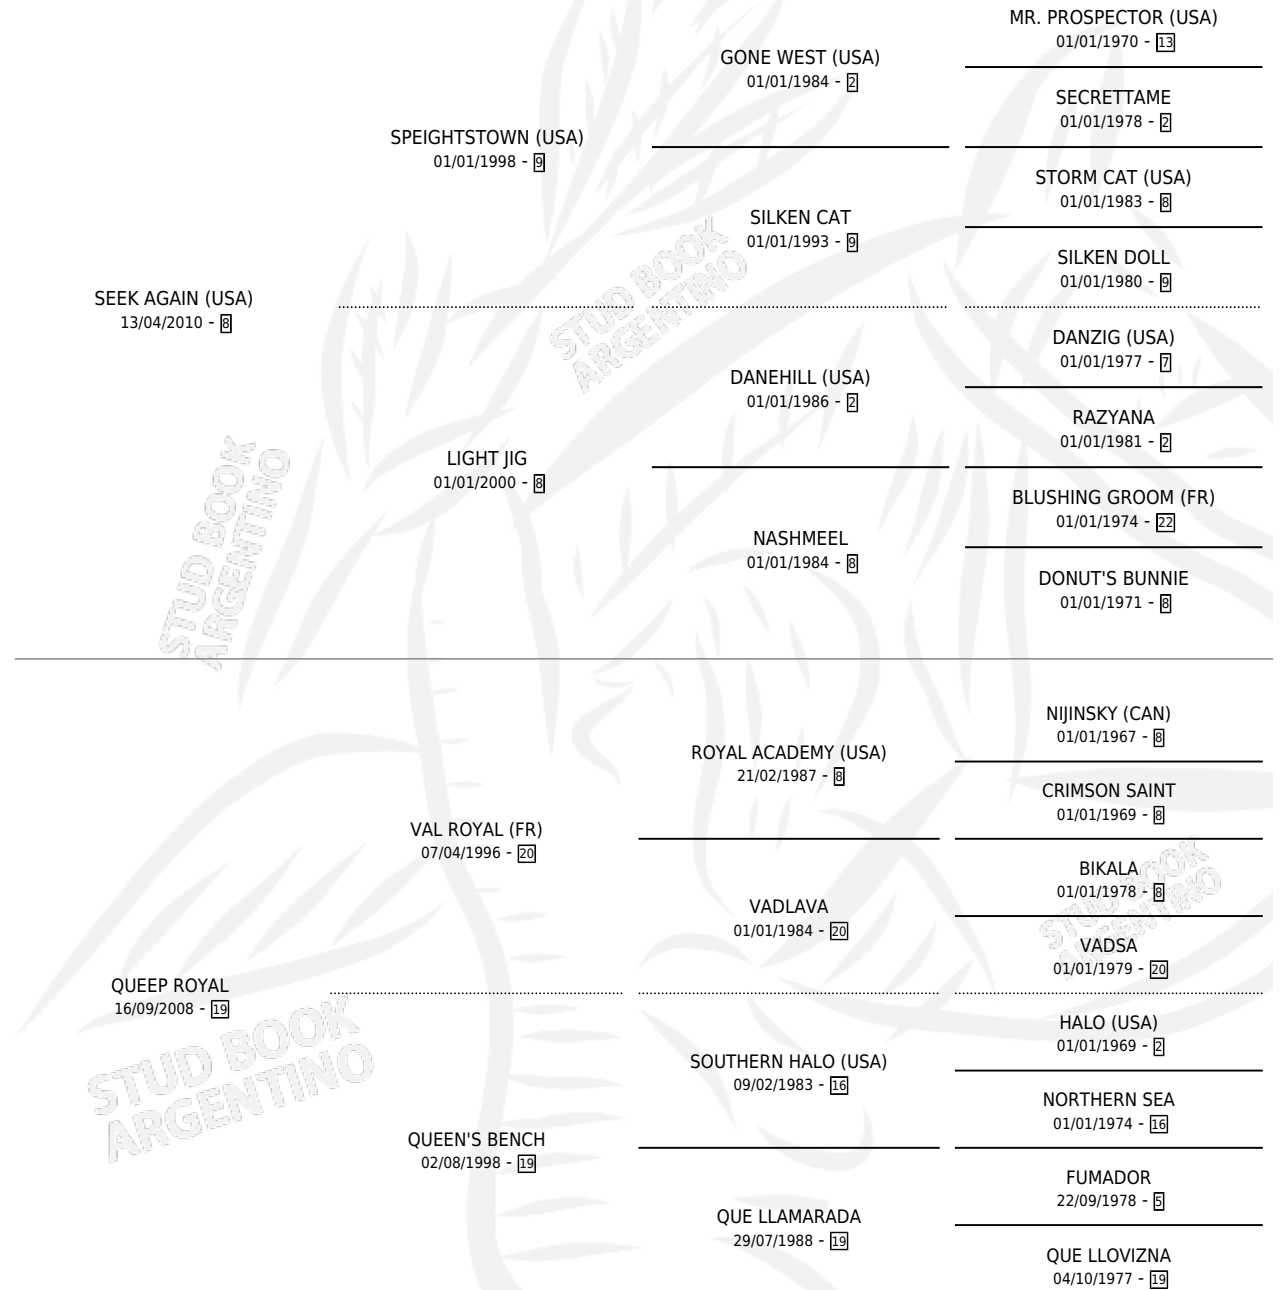 MR. PROSPECTOR (USA)
01/01/1970 - 13
GONE WEST (USA)
01/01/1984 - 2
SECRETTAME
01/01/1978 - 2
SPEIGHTSTOWN (USA)
01/01/1998 - 9
STORM CAT (USA)
01/01/1983 - 8
SILKEN CAT
01/01/1993 - 9
SILKEN DOLL
01/01/1980 - 9
SEEK AGAIN (USA)
13/04/2010 - 8
STUD BOOK
ARGENTINO
DANZIG (USA)
01/01/1977 - 7
DANEHILL (USA)
01/01/1986 - 2
RAZYANA
01/01/1981 - 2
LIGHT JIG
01/01/2000 - 8
BLUSHING GROOM (FR)
01/01/1974 - 22
NASHMEEL
01/01/1984 - 8
DONUT'S BUNNIE
01/01/1971 - 8
STUD BOOK
ARGENTINO
NIJINSKY (CAN)
01/01/1967 - 8
ROYAL ACADEMY (USA)
21/02/1987 - 8
CRIMSON SAINT
01/01/1969 - 8
VAL ROYAL (FR)
07/04/1996 - 20
BIKALA
01/01/1978 - 8
VADLAVA
01/01/1984 - 20
STUD BOOK
ARGENTINO
VADSA
01/01/1979 - 20
QUEEP ROYAL
16/09/2008 - 19
HALO (USA)
01/01/1969 - 2
SOUTHERN HALO (USA)
09/02/1983 - 16
NORTHERN SEA
01/01/1974 - 16
STUD BOOK
ARGENTINO
QUEEN'S BENCH
02/08/1998 - 19
FUMADOR
22/09/1978 - 5
QUE LLAMARADA
29/07/1988 - 19
QUE LLOVIZNA
04/10/1977 - 19